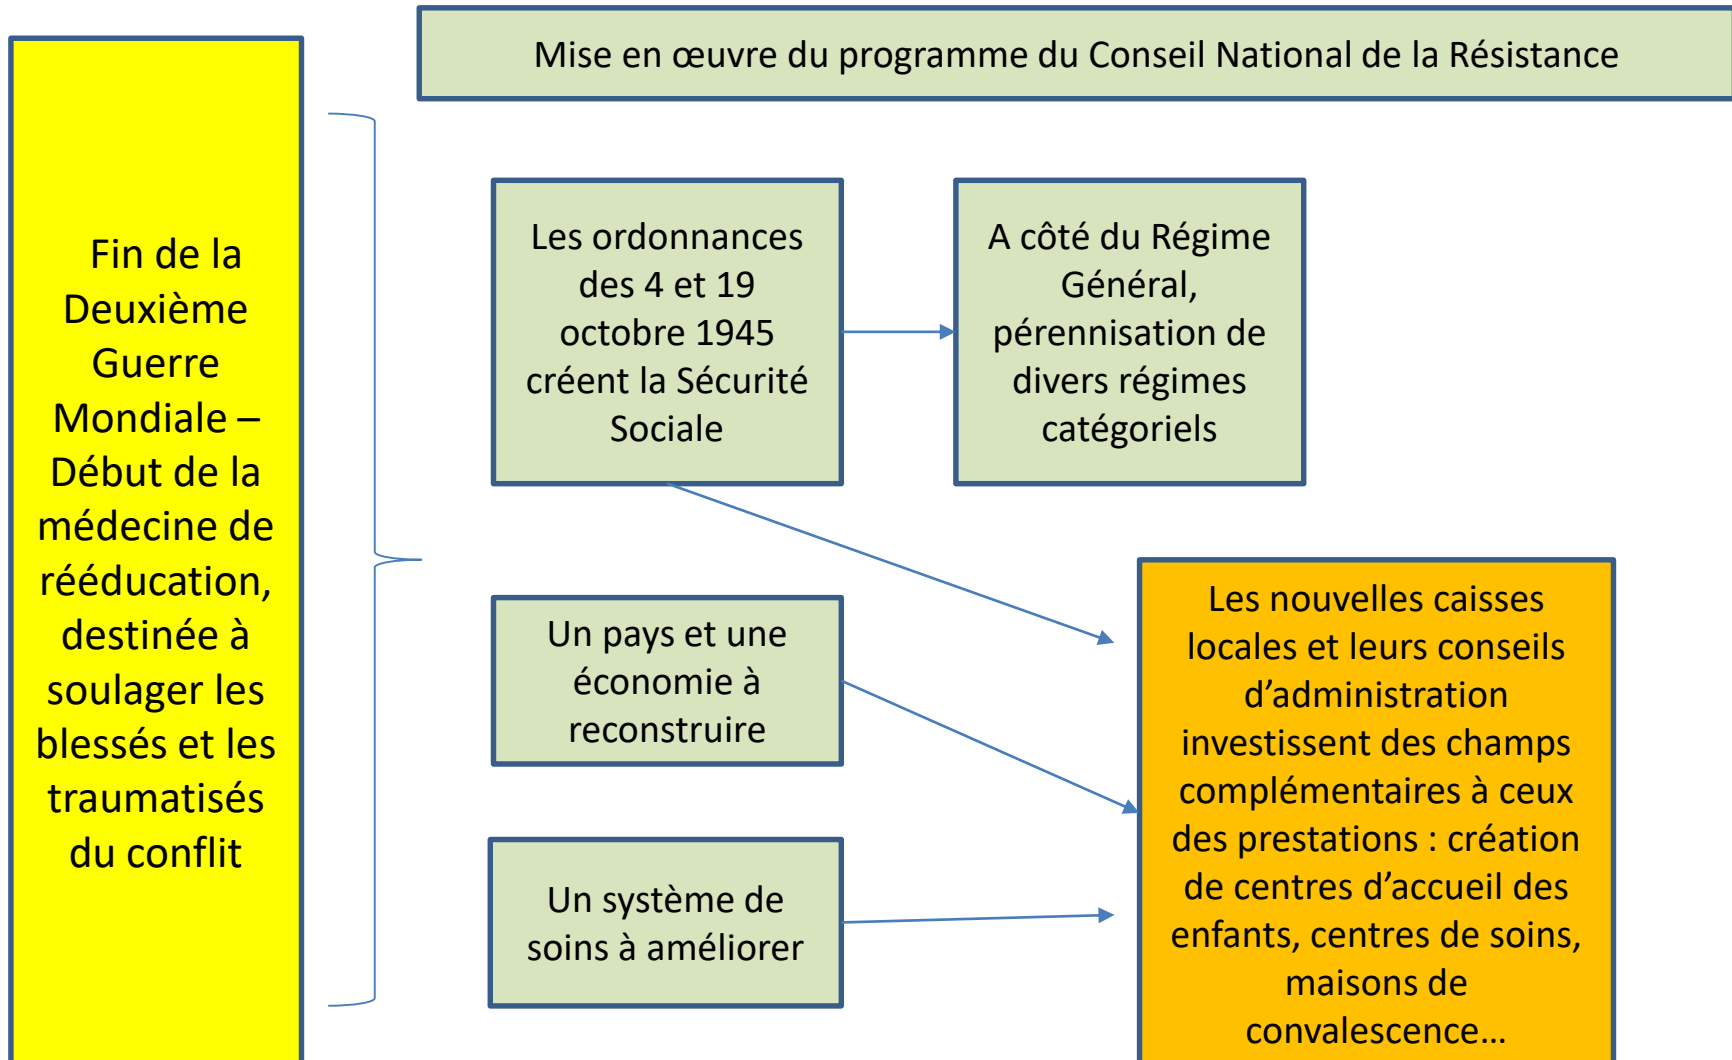 Mise en œuvre du programme du Conseil National de la Résistance
Fin de la
Deuxième
Guerre
Mondiale –
Début de la
médecine de
rééducation,
destinée à
soulager les
blessés et les
traumatisés
du conflit
Les ordonnances
des 4 et 19
octobre 1945
créent la Sécurité
Sociale
A côté du Régime
Général,
pérennisation de
divers régimes
catégoriels
Un pays et une
économie à
reconstruire
Un système de
soins à améliorer
Les nouvelles caisses
locales et leurs conseils
d’administration
investissent des champs
complémentaires à ceux
des prestations : création
de centres d’accueil des
enfants, centres de soins,
maisons de
convalescence…